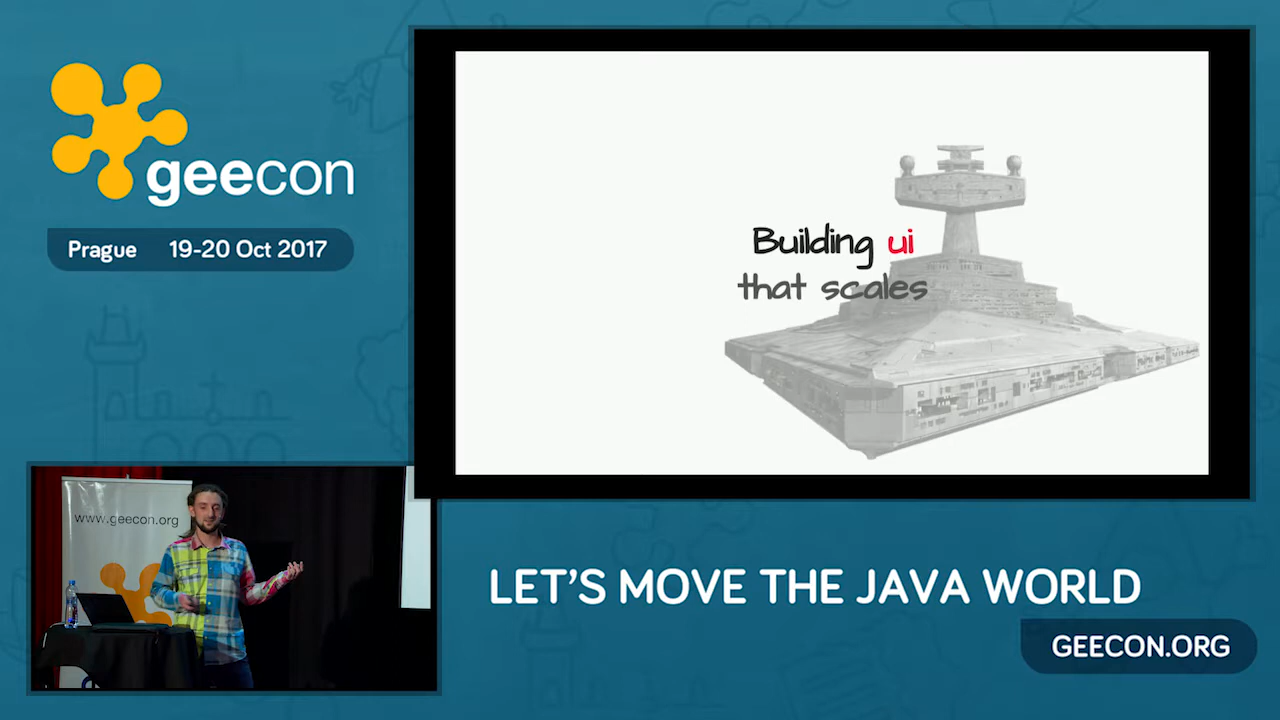 geecon
Prague 19-20 Oct 2017
Building ui
that scales
www.geecon.org
LET'S MOVE THE JAVA WORLD
GEECON.ORG